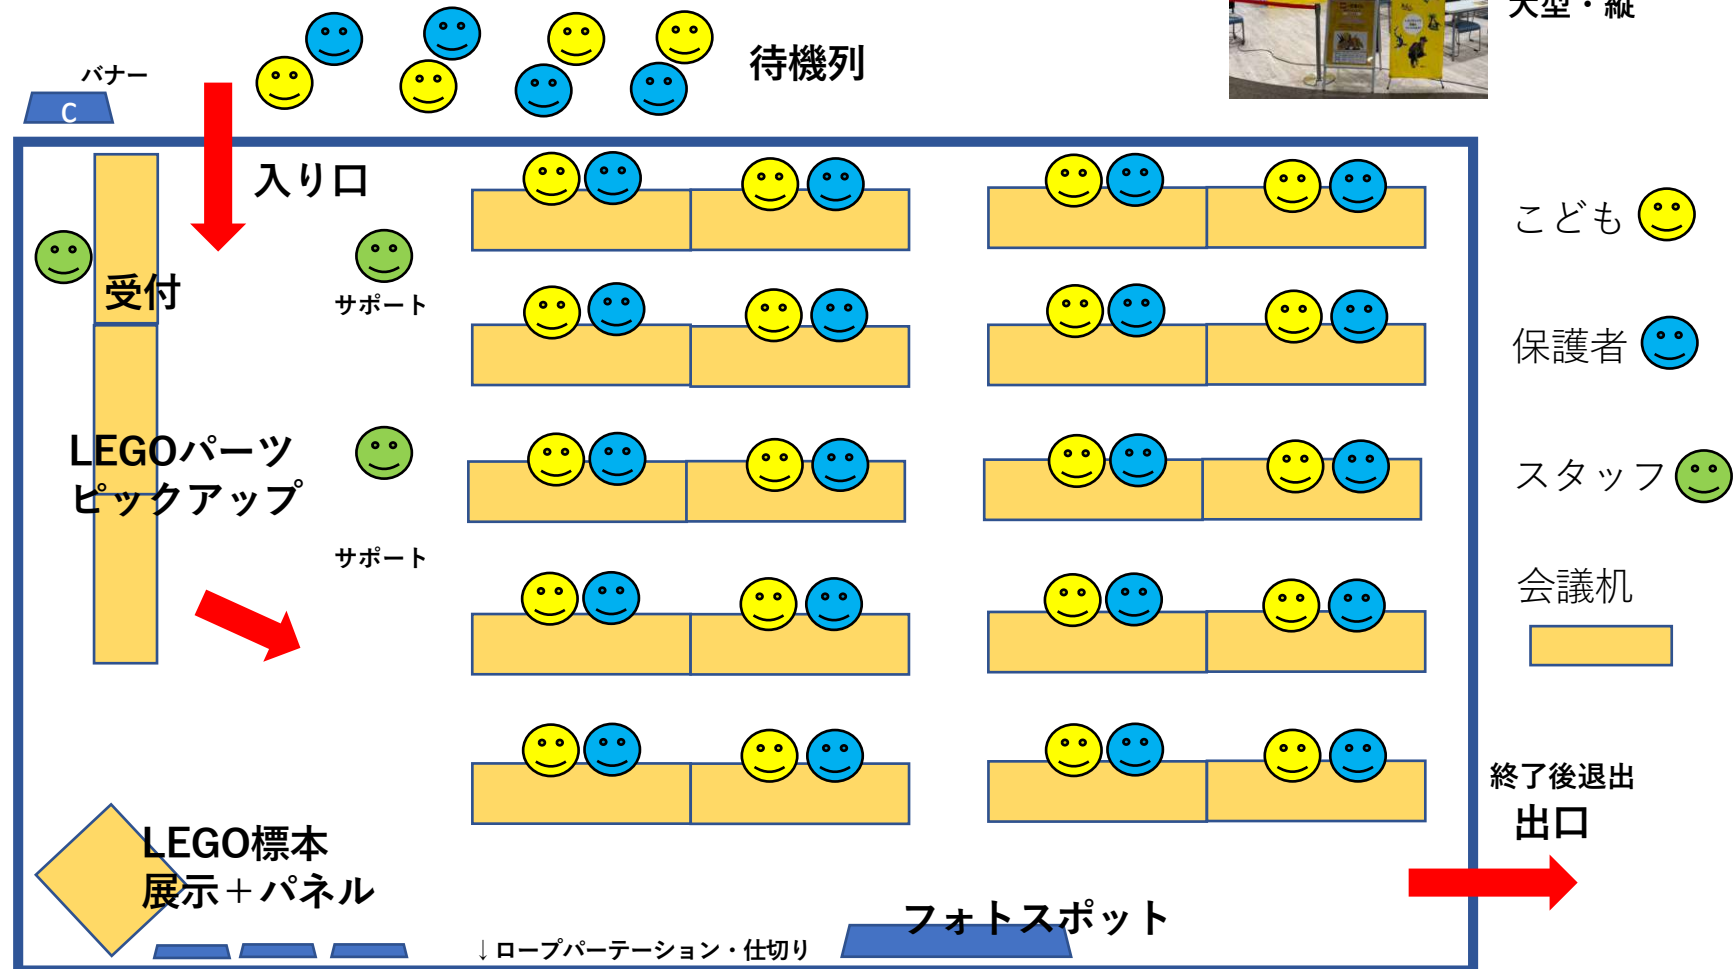 大型・縦
バナー
C
待機列
入り口
受付
サポート
LEGOパーツ
ピックアップ
サポート
LEGO標本
展示＋パネル
↓ロープパーテーション・仕切り
フォトスポット
こども
保護者
スタッフ
会議机
終了後退出
出口